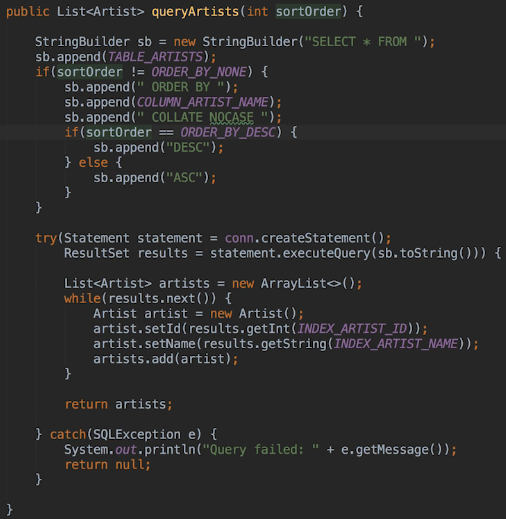 public List<Artist> queryArtists(int sortOrder) {
StringBuilder sb = new StringBuilder("SELECT * FROM ");
sb.append(TABLE_ARTISTS);
if(sortOrder != ORDER_BY_NONE) {
sb.append(" ORDER BY ");
sb.append(COLUMN_ARTIST_NAME);
sb.append(" COLLATE NOCASE ");
if(sortOrder == ORDER_BY_DESC) {
sb.append("DESC");
} else {
sb.append("ASC");
}
}
try(Statement statement = conn.createStatement();
ResultSet results = statement.executeQuery(sb.toString())) {
List<Artist> artists = new ArrayList<>();
while(results.next()) {
Artist artist = new Artist();
artist.setId(results.getInt(INDEX_ARTIST_ID));
artist.setName(results.getString(INDEX_ARTIST_NAME));
artists.add(artist);
}
return artists;
} catch(SQLException e) {
System.out.println("Query failed: " + e.getMessage());
return null;
}
}